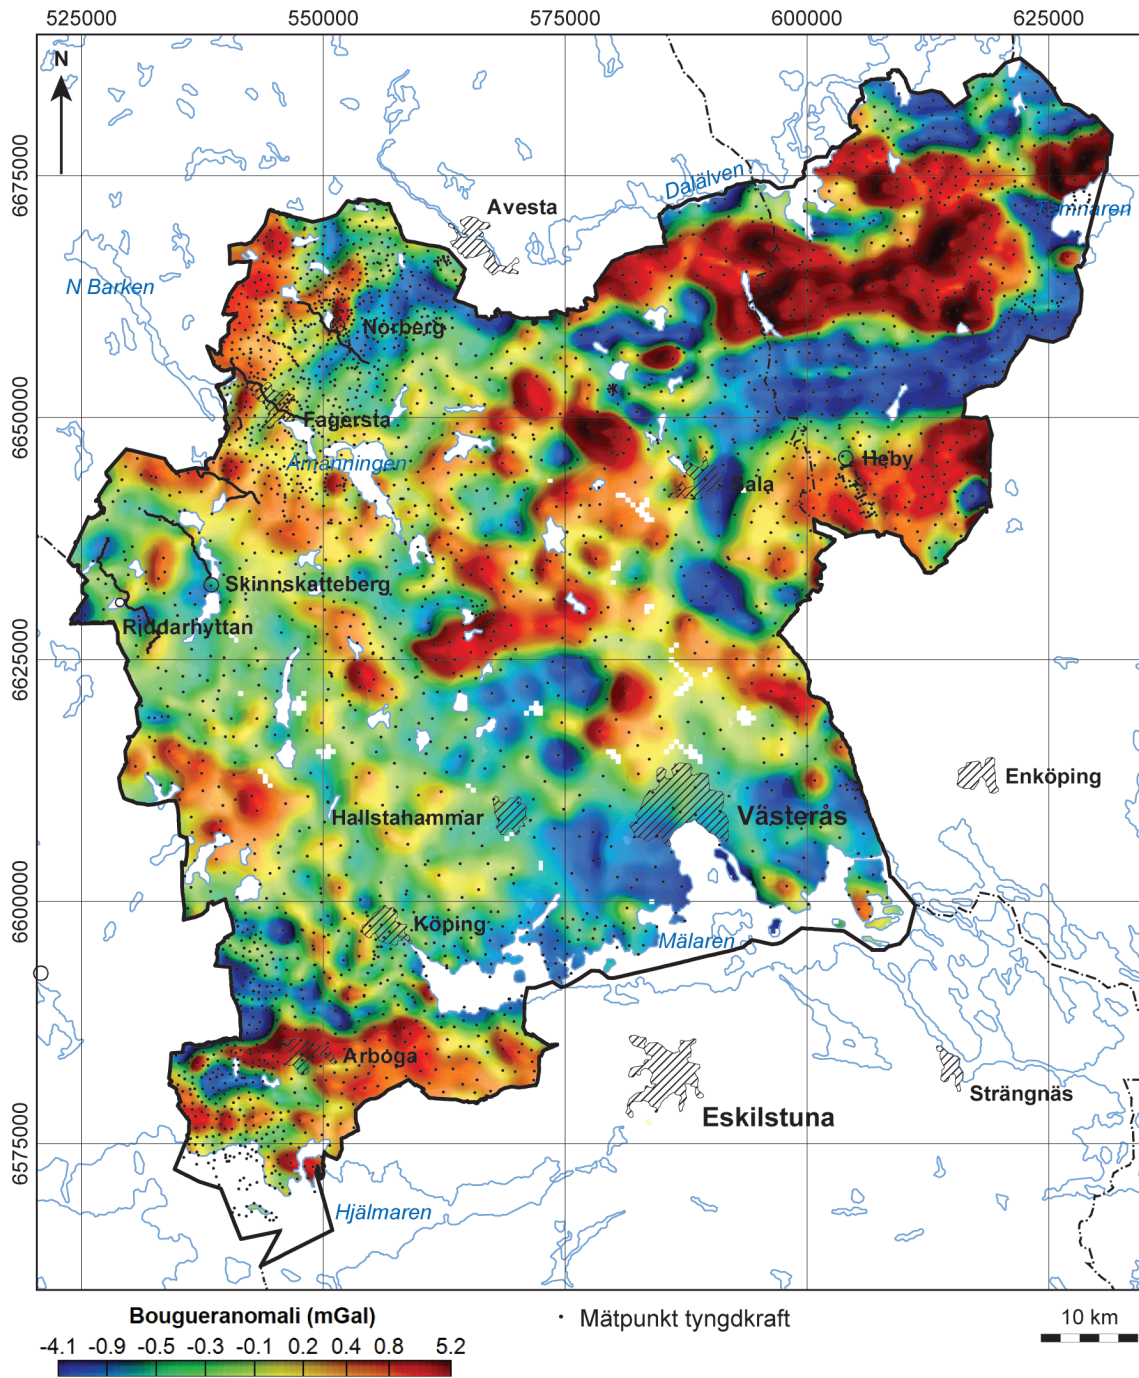 525000 550000 575000 600000 625000
N
6675000
Dalälven
Avesta
Tämnaren
N Barken
Norberg
6650000
Fagersta
Åmänningen
Heby
Sala
Skinnskatteberg
Riddarhyttan
6625000
Enköping
Hallstahammar
Västerås
6600000
Köping
Mälaren
Arboga
Strängnäs
Eskilstuna
6575000
Hjälmaren
Bougueranomali (mGal)
-4.1 -0.9 -0.5 -0.3 -0.1 0.2 0.4 0.8 5.2
Mätpunkt tyngdkraft
10 km